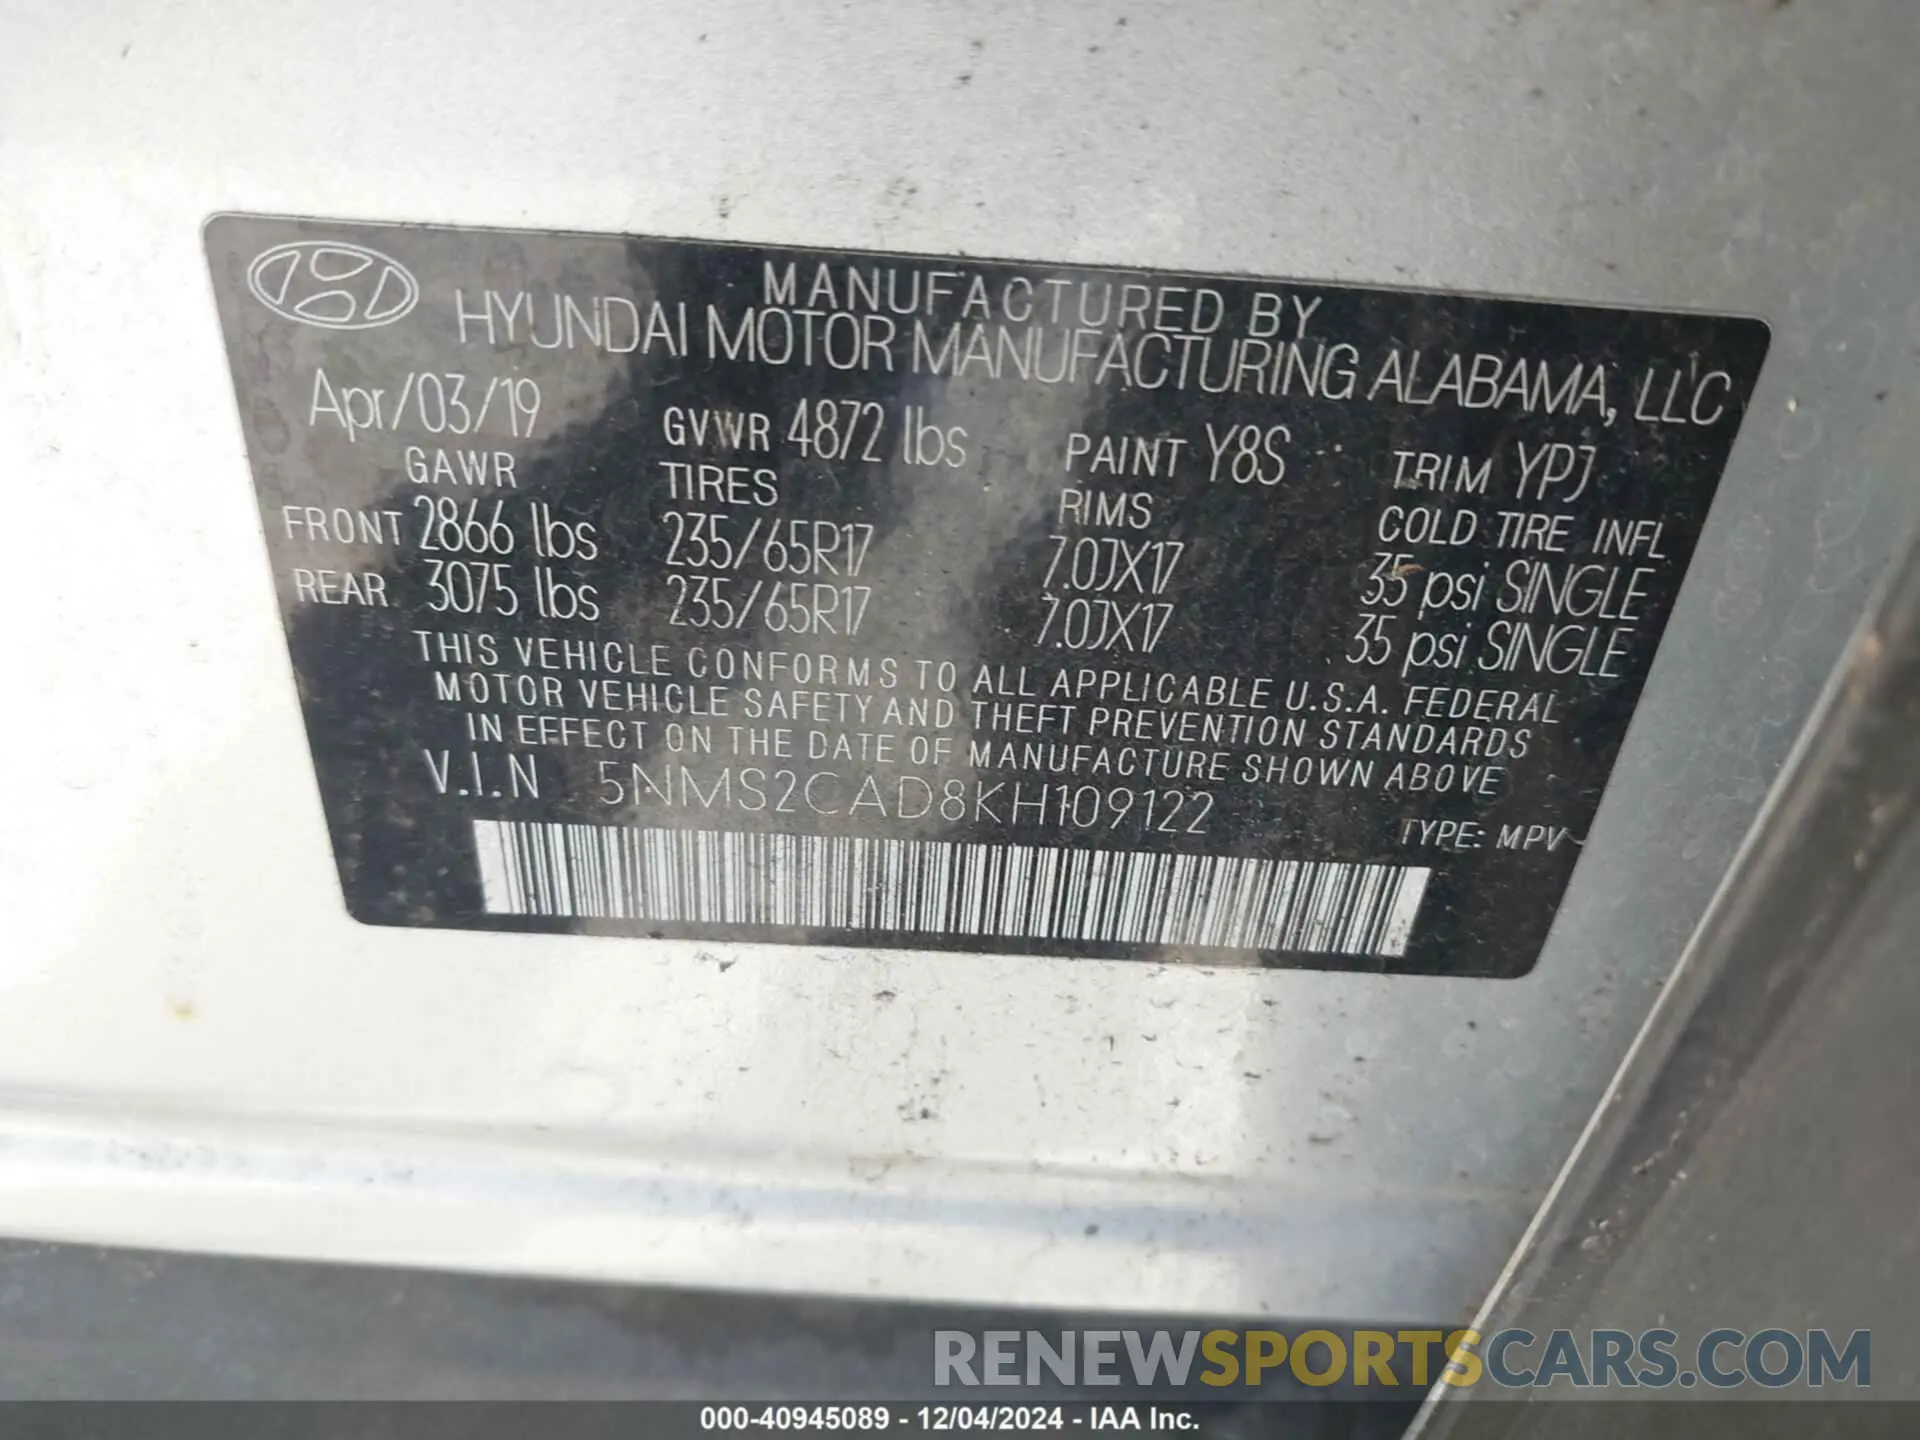 MANUFACTURED BY
HYUNDAI MOTOR MANUFACTURING ALABAMA, LLC
Apr/03/19 GVWR 4872 lbs PAINT Y8S TRIM YPJ
GAWR TIRES RIMS COLD TIRE INFL
FRONT 2866 lbs 235/65R17 7.0JX17 35 psi SINGLE
REAR 3075 lbs 235/65R17 7.0JX17 35 psi SINGLE
THIS VEHICLE CONFORMS TO ALL APPLICABLE U.S.A. FEDERAL
MOTOR VEHICLE SAFETY AND THEFT PREVENTION STANDARDS
IN EFFECT ON THE DATE OF MANUFACTURE SHOWN ABOVE
V.I.N 5NMS2CAD8KH109122 TYPE: MPV
RENEWSPORTSCARS.COM
000-40945089 - 12/04/2024 - IAA Inc.